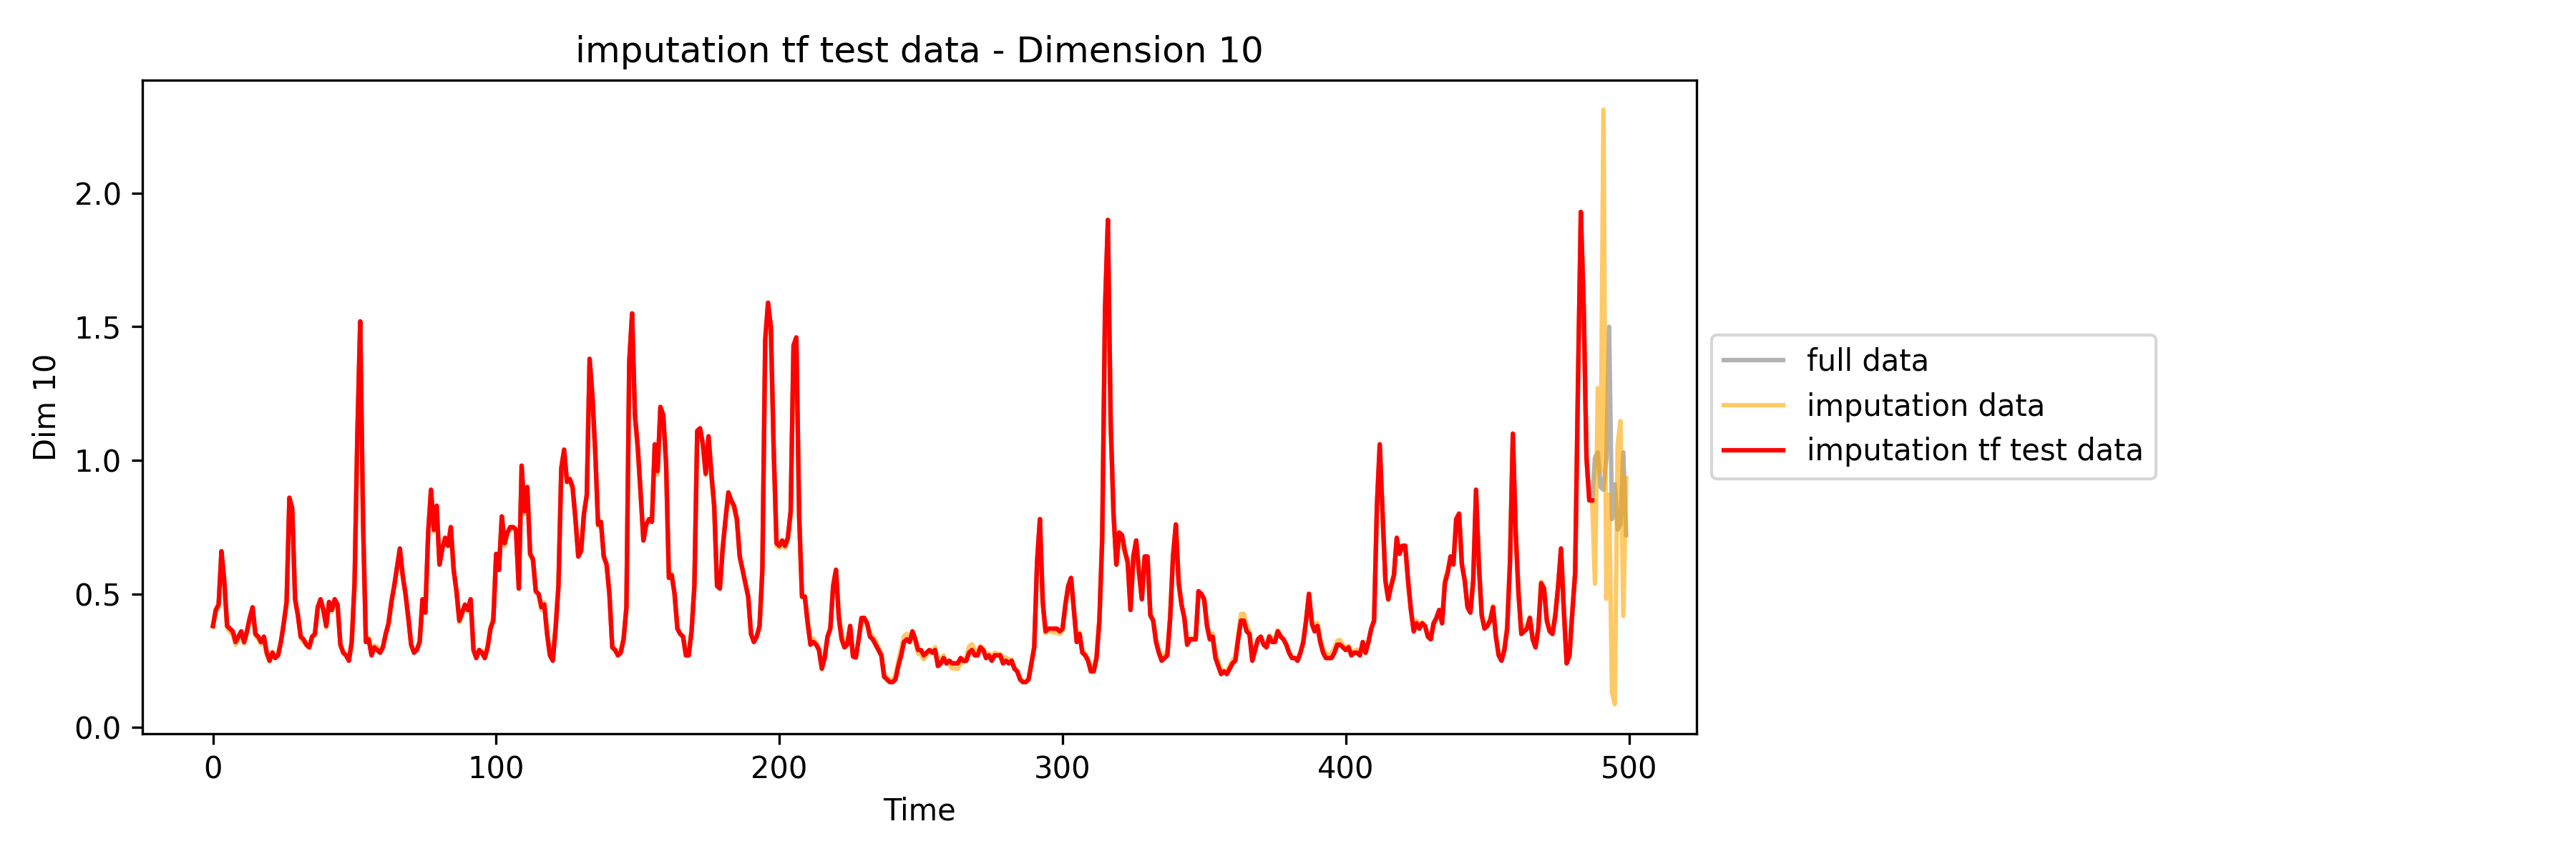 imputation tf test data - Dimension 10
2.0
1.5
1.0
0.5
0.0
Dim 10
0 100 200 300 400 500
Time
full data
imputation data
imputation tf test data